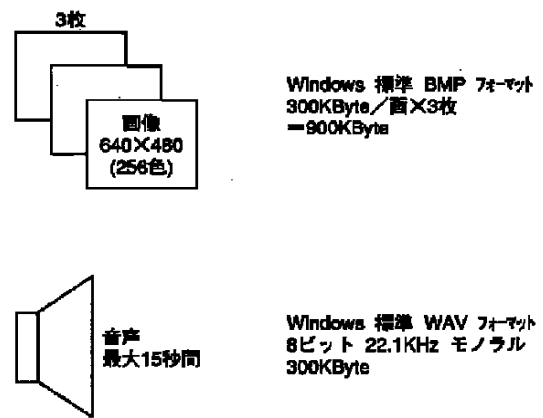 3枚
画像
640×480
(256色)
Windows 標準 BMP フォーマット
300KByte／画×3枚
=900KByte
音声
最大15秒間
Windows 標準 WAV フォーマット
8ビット 22.1KHz モノラル
300KByte